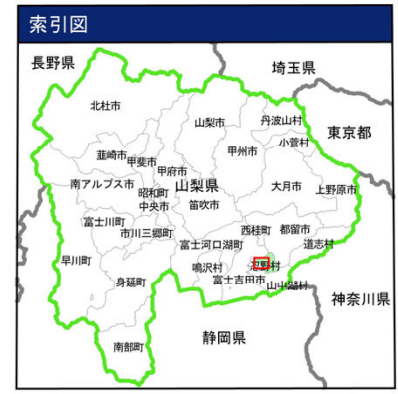 索引図
長野県
埼玉県
北杜市
山梨市
丹波山村
東京都
小菅村
韮崎市
甲斐市
甲府市
甲州市
南アルプス市
昭和町
山梨県
大月市
上野原市
中央市
笛吹市
富士川町
市川三郷町
西桂町
都留市
富士河口湖町
道志村
早川町
鳴沢村
忍野村
富士吉田市
山中湖村
身延町
神奈川県
静岡県
南部町